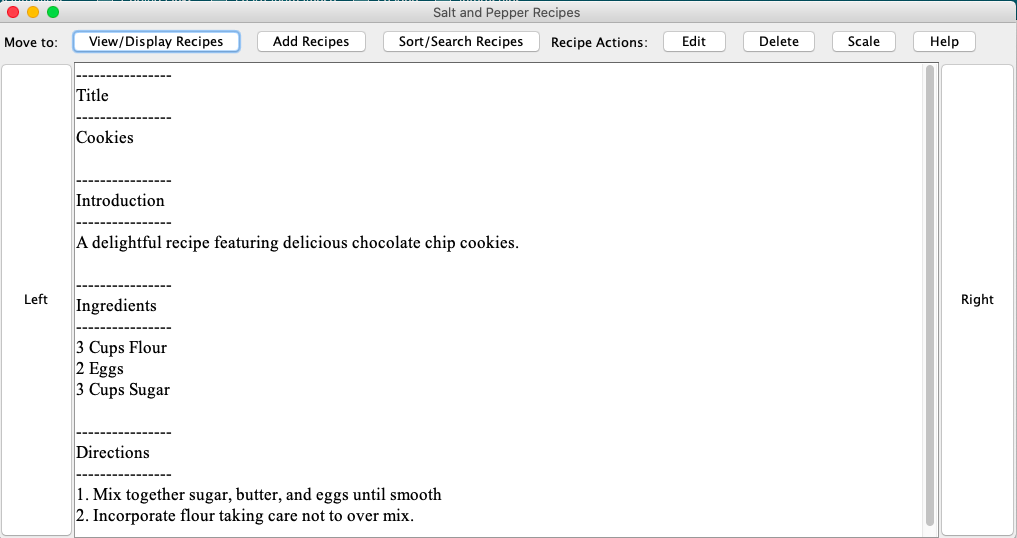 Salt and Pepper Recipes
Move to: View/Display Recipes Add Recipes Sort/Search Recipes Recipe Actions: Edit Delete Scale Help
Left
----------------
Title
----------------
Cookies
----------------
Introduction
----------------
A delightful recipe featuring delicious chocolate chip cookies.
----------------
Ingredients
----------------
3 Cups Flour
2 Eggs
3 Cups Sugar
----------------
Directions
----------------
1. Mix together sugar, butter, and eggs until smooth
2. Incorporate flour taking care not to over mix.
Right